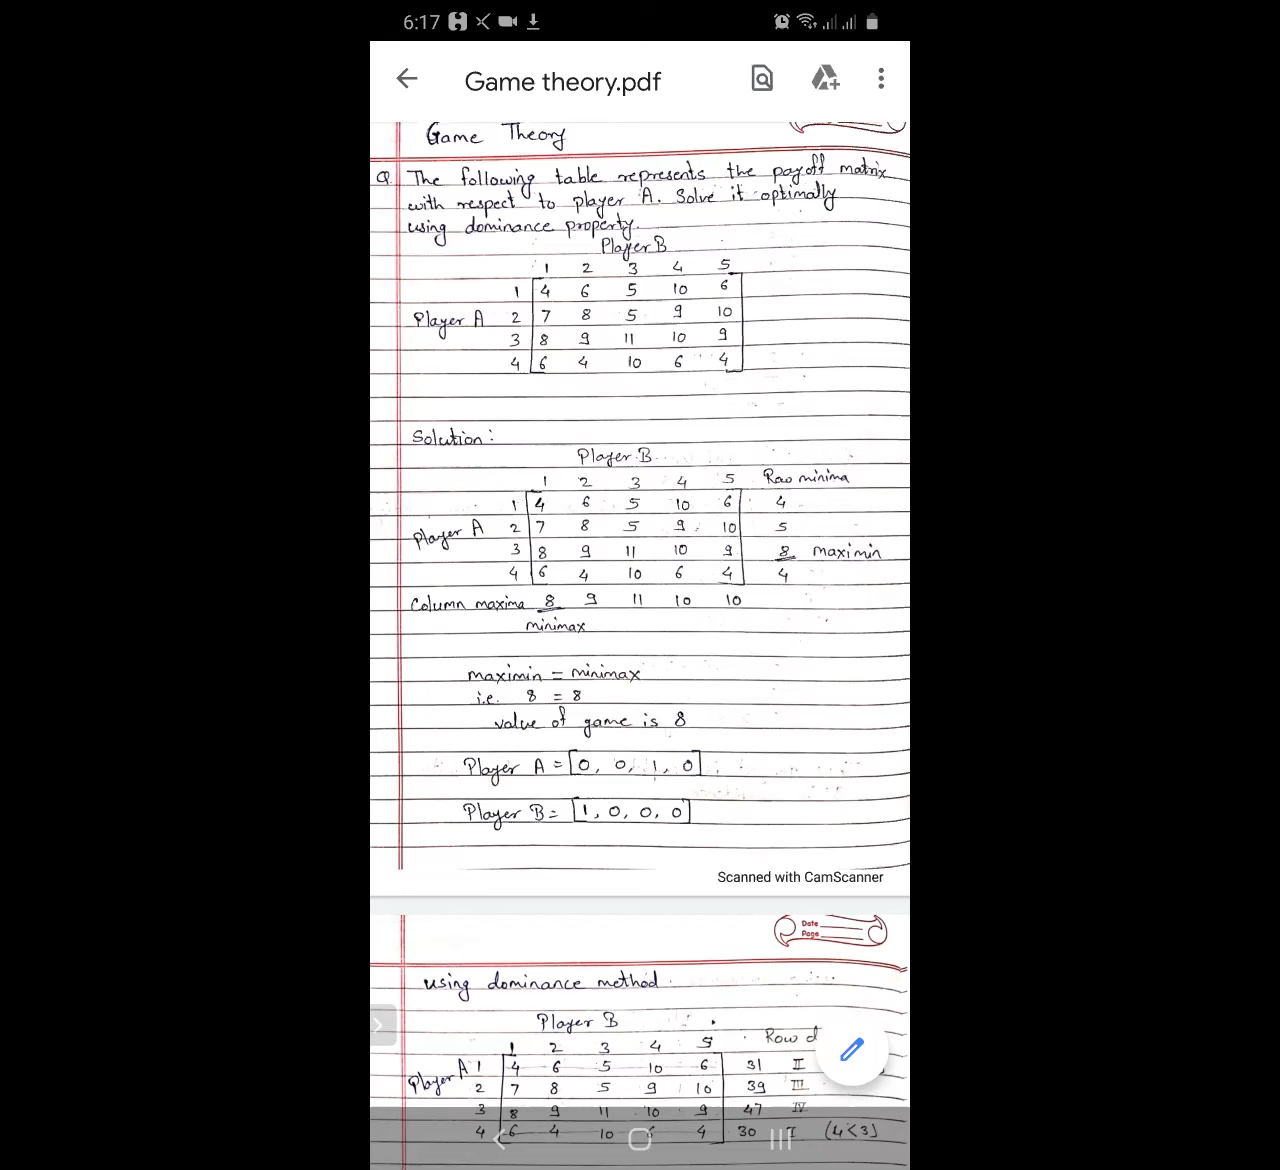 6:17
Game theory.pdf
Game Theory
Q The following table represents the payoff matrix
with respect to player A. Solve it optimally
using dominance property.
Player B
1 2 3 4 5
1 4 6 5 10 6
Player A 2 7 8 5 9 10
3 8 9 11 10 9
4 6 4 10 6 4
Solution:
Player B
1 2 3 4 5 Row minima
1 4 6 5 10 6 4
Player A 2 7 8 5 9 10 5
3 8 9 11 10 9 8 maximin
4 6 4 10 6 4 4
Column maxima 8 9 11 10 10
minimax
maximin = minimax
i.e. 8 = 8
value of game is 8
Player A = [0, 0, 1, 0]
Player B = [1, 0, 0, 0]
Scanned with CamScanner
Date
Page
using dominance method.
Player B
1 2 3 4 5 Row d
Player A 1 4 6 5 10 6 31 II
2 7 8 5 9 10 39 III
3 8 9 11 10 9 47 IV
4 6 4 10 6 4 30 I (4<3)